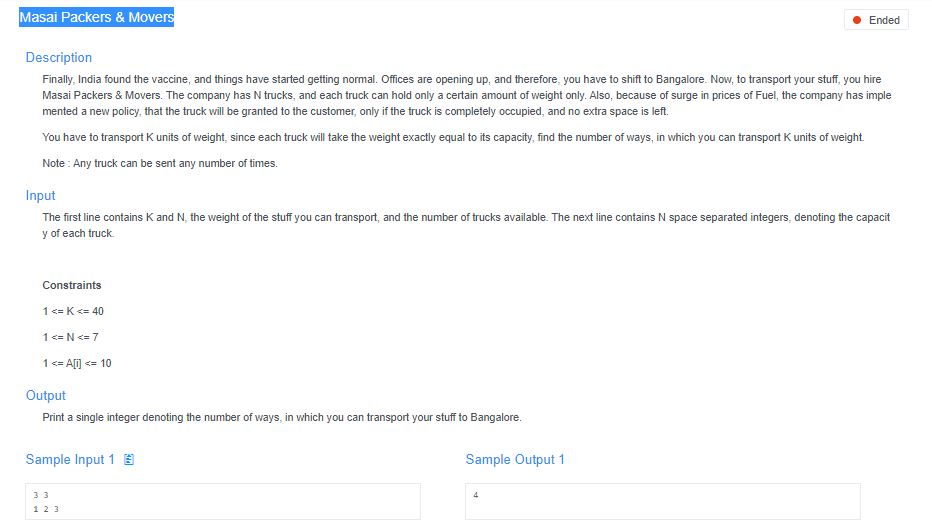 Masai Packers & Movers
Ended
Description
Finally, India found the vaccine, and things have started getting normal. Offices are opening up, and therefore, you have to shift to Bangalore. Now, to transport your stuff, you hire
Masai Packers & Movers. The company has N trucks, and each truck can hold only a certain amount of weight only. Also, because of surge in prices of Fuel, the company has imple
mented a new policy, that the truck will be granted to the customer, only if the truck is completely occupied, and no extra space is left.
You have to transport K units of weight, since each truck will take the weight exactly equal to its capacity, find the number of ways, in which you can transport K units of weight.
Note : Any truck can be sent any number of times.
Input
The first line contains K and N, the weight of the stuff you can transport, and the number of trucks available. The next line contains N space separated integers, denoting the capacit
y of each truck.
Constraints
1 <= K <= 40
1 <= N <= 7
1 <= A[i] <= 10
Output
Print a single integer denoting the number of ways, in which you can transport your stuff to Bangalore.
Sample Input 1
3 3
1 2 3
Sample Output 1
4